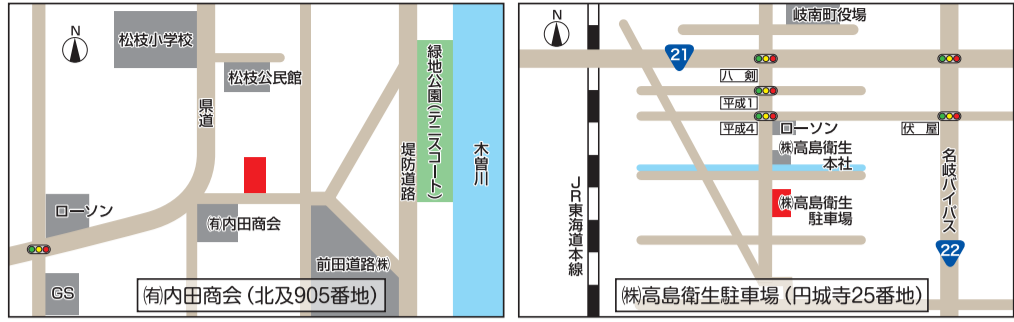 N
松枝小学校
松枝公民館
県道
緑地公園(テニスコート)
堤防道路
木曽川
ローソン
㈲内田商会
前田道路㈱
GS
㈲内田商会(北及905番地)
N
岐南町役場
21
八剣
平成1
平成4
ローソン
伏屋
㈱高島衛生
本社
JR東海道本線
㈱高島衛生
駐車場
名岐バイパス
22
㈱高島衛生駐車場(円城寺25番地)